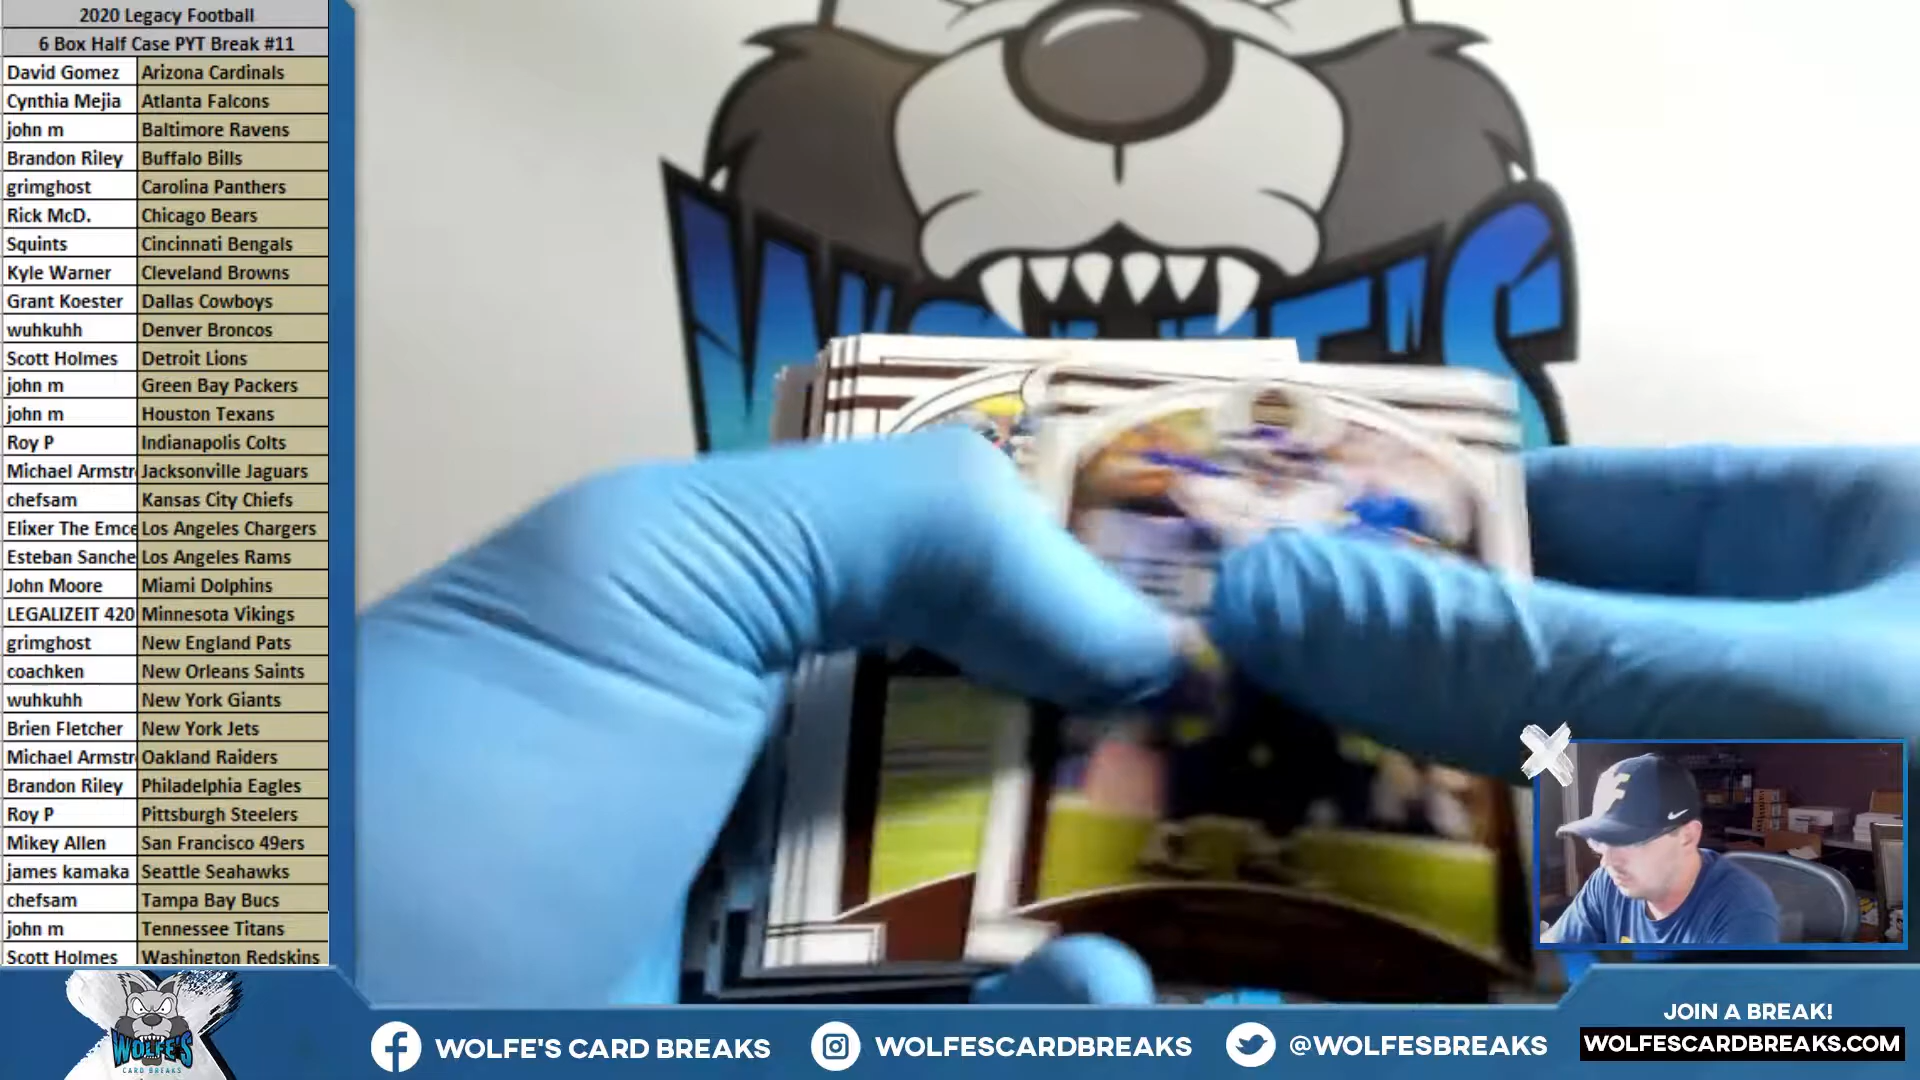 2020 Legacy Football
6 Box Half Case PYT Break #11
David Gomez Arizona Cardinals
Cynthia Mejia Atlanta Falcons
john m Baltimore Ravens
Brandon Riley Buffalo Bills
grimghost Carolina Panthers
Rick McD. Chicago Bears
Squints Cincinnati Bengals
Kyle Warner Cleveland Browns
Grant Koester Dallas Cowboys
wuhkuhh Denver Broncos
Scott Holmes Detroit Lions
john m Green Bay Packers
john m Houston Texans
Roy P Indianapolis Colts
Michael Armstr Jacksonville Jaguars
chefsam Kansas City Chiefs
Elixer The Emce Los Angeles Chargers
Esteban Sanche Los Angeles Rams
John Moore Miami Dolphins
LEGALIZEIT 420 Minnesota Vikings
grimghost New England Pats
coachken New Orleans Saints
wuhkuhh New York Giants
Brien Fletcher New York Jets
Michael Armstr Oakland Raiders
Brandon Riley Philadelphia Eagles
Roy P Pittsburgh Steelers
Mikey Allen San Francisco 49ers
james kamaka Seattle Seahawks
chefsam Tampa Bay Bucs
john m Tennessee Titans
Scott Holmes Washington Redskins
WOLFE'S
CARD BREAKS
WOLFE'S CARD BREAKS
WOLFESCARDBREAKS
@WOLFESBREAKS
JOIN A BREAK!
WOLFESCARDBREAKS.COM